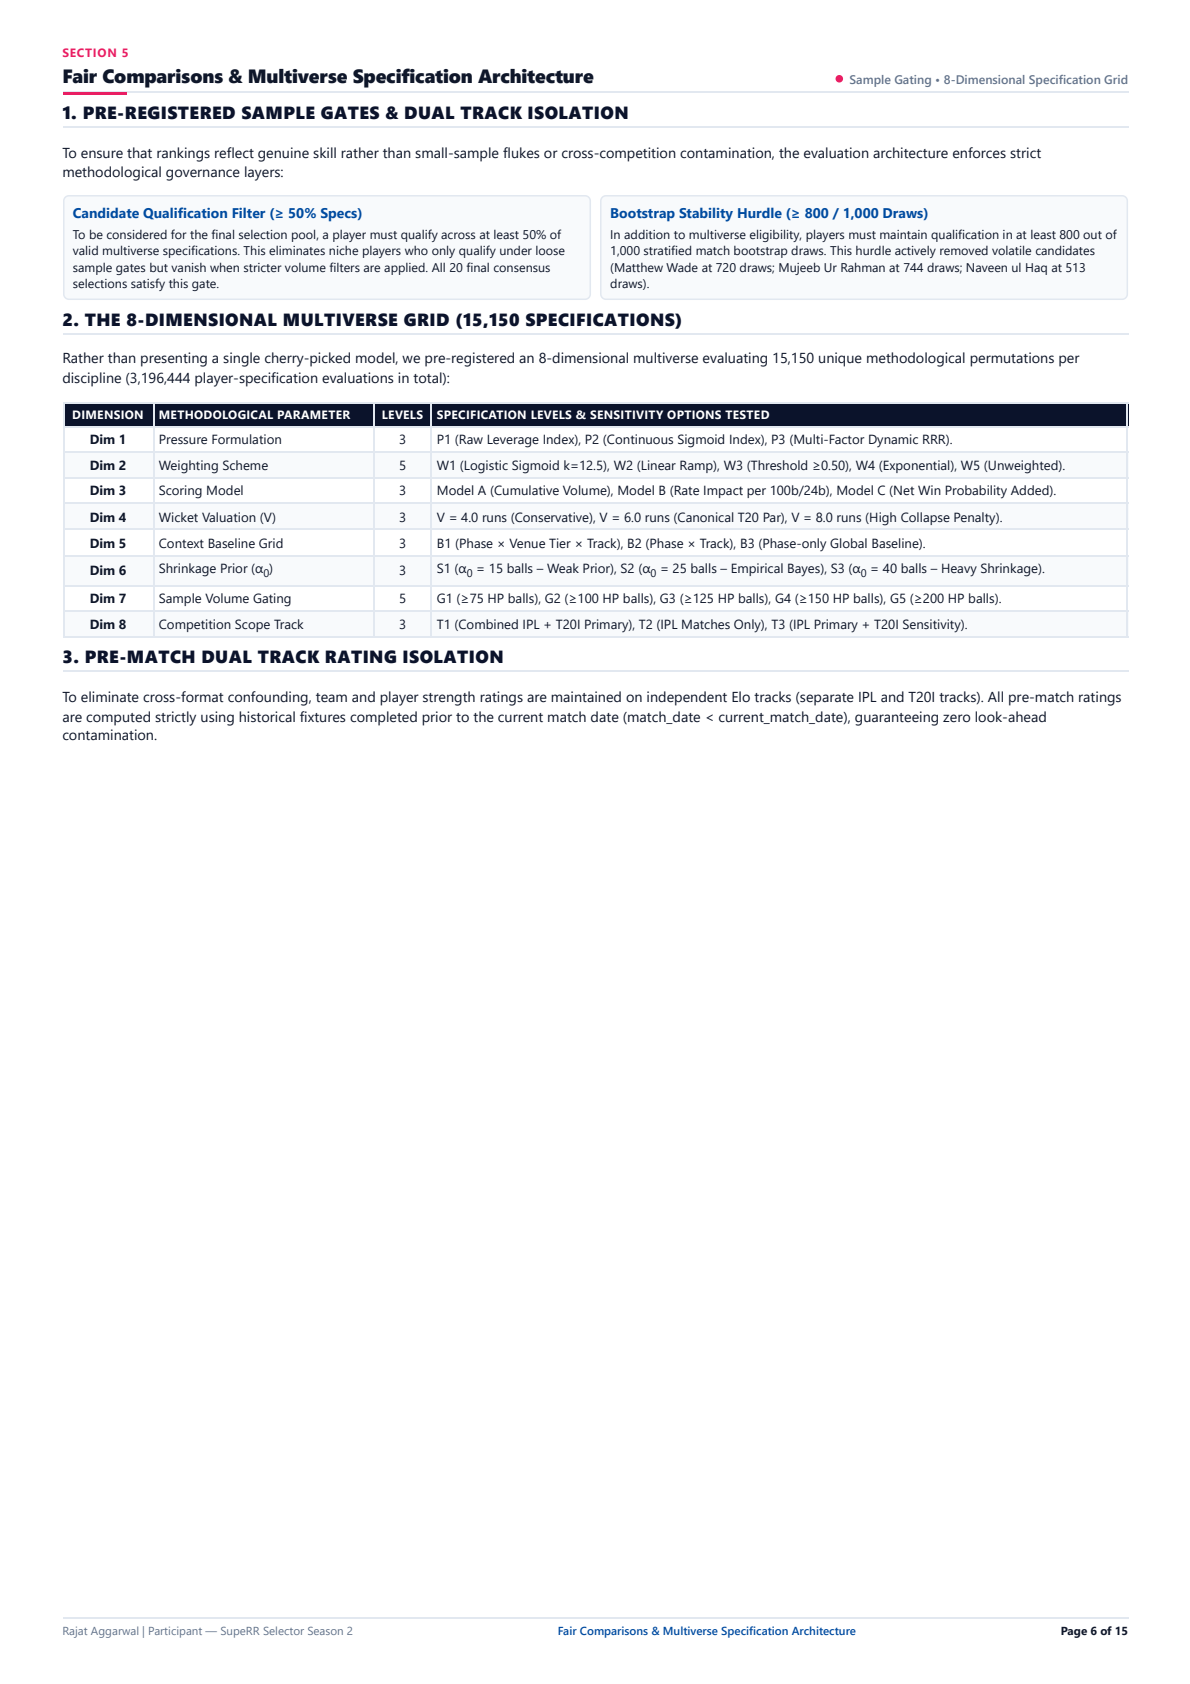 SECTION 5
Fair Comparisons & Multiverse Specification Architecture
● Sample Gating • 8-Dimensional Specification Grid
1. PRE-REGISTERED SAMPLE GATES & DUAL TRACK ISOLATION
To ensure that rankings reflect genuine skill rather than small-sample flukes or cross-competition contamination, the evaluation architecture enforces strict
methodological governance layers:
Candidate Qualification Filter (≥ 50% Specs)
To be considered for the final selection pool, a player must qualify across at least 50% of
valid multiverse specifications. This eliminates niche players who only qualify under loose
sample gates but vanish when stricter volume filters are applied. All 20 final consensus
selections satisfy this gate.
Bootstrap Stability Hurdle (≥ 800 / 1,000 Draws)
In addition to multiverse eligibility, players must maintain qualification in at least 800 out of
1,000 stratified match bootstrap draws. This hurdle actively removed volatile candidates
(Matthew Wade at 720 draws; Mujeeb Ur Rahman at 744 draws; Naveen ul Haq at 513
draws).
2. THE 8-DIMENSIONAL MULTIVERSE GRID (15,150 SPECIFICATIONS)
Rather than presenting a single cherry-picked model, we pre-registered an 8-dimensional multiverse evaluating 15,150 unique methodological permutations per
discipline (3,196,444 player-specification evaluations in total):
DIMENSION METHODOLOGICAL PARAMETER LEVELS SPECIFICATION LEVELS & SENSITIVITY OPTIONS TESTED
Dim 1 Pressure Formulation 3 P1 (Raw Leverage Index), P2 (Continuous Sigmoid Index), P3 (Multi-Factor Dynamic RRR).
Dim 2 Weighting Scheme 5 W1 (Logistic Sigmoid k=12.5), W2 (Linear Ramp), W3 (Threshold ≥0.50), W4 (Exponential), W5 (Unweighted).
Dim 3 Scoring Model 3 Model A (Cumulative Volume), Model B (Rate Impact per 100b/24b), Model C (Net Win Probability Added).
Dim 4 Wicket Valuation (V) 3 V = 4.0 runs (Conservative), V = 6.0 runs (Canonical T20 Par), V = 8.0 runs (High Collapse Penalty).
Dim 5 Context Baseline Grid 3 B1 (Phase × Venue Tier × Track), B2 (Phase × Track), B3 (Phase-only Global Baseline).
Dim 6 Shrinkage Prior (α0) 3 S1 (α0 = 15 balls – Weak Prior), S2 (α0 = 25 balls – Empirical Bayes), S3 (α0 = 40 balls – Heavy Shrinkage).
Dim 7 Sample Volume Gating 5 G1 (≥75 HP balls), G2 (≥100 HP balls), G3 (≥125 HP balls), G4 (≥150 HP balls), G5 (≥200 HP balls).
Dim 8 Competition Scope Track 3 T1 (Combined IPL + T20I Primary), T2 (IPL Matches Only), T3 (IPL Primary + T20I Sensitivity).
3. PRE-MATCH DUAL TRACK RATING ISOLATION
To eliminate cross-format confounding, team and player strength ratings are maintained on independent Elo tracks (separate IPL and T20I tracks). All pre-match ratings
are computed strictly using historical fixtures completed prior to the current match date (match_date < current_match_date), guaranteeing zero look-ahead
contamination.
Rajat Aggarwal | Participant — SupeRR Selector Season 2
Fair Comparisons & Multiverse Specification Architecture
Page 6 of 15